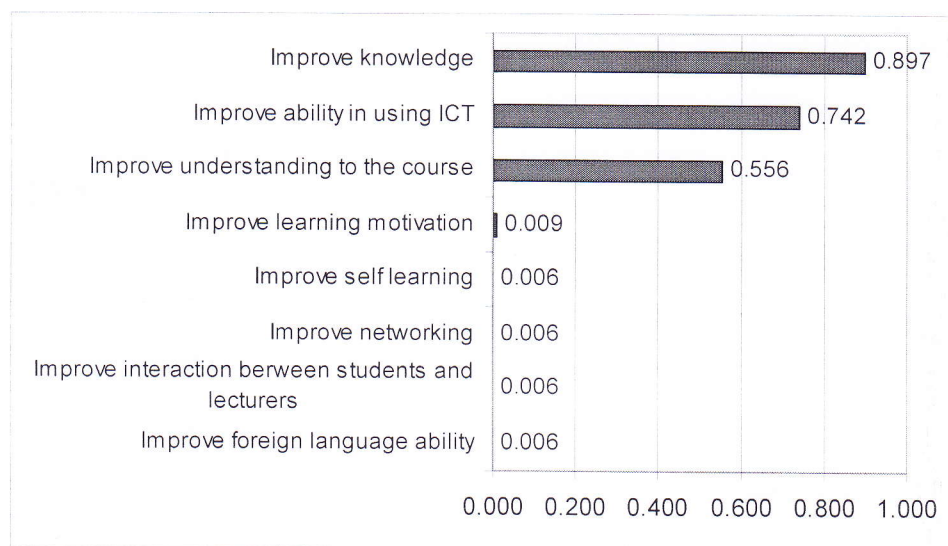 Improve knowledge 0.897
Improve ability in using ICT 0.742
Improve understanding to the course 0.556
Improve learning motivation 0.009
Improve self learning 0.006
Improve networking 0.006
Improve interaction berween students and
lecturers 0.006
Improve foreign language ability 0.006
0.000 0.200 0.400 0.600 0.800 1.000